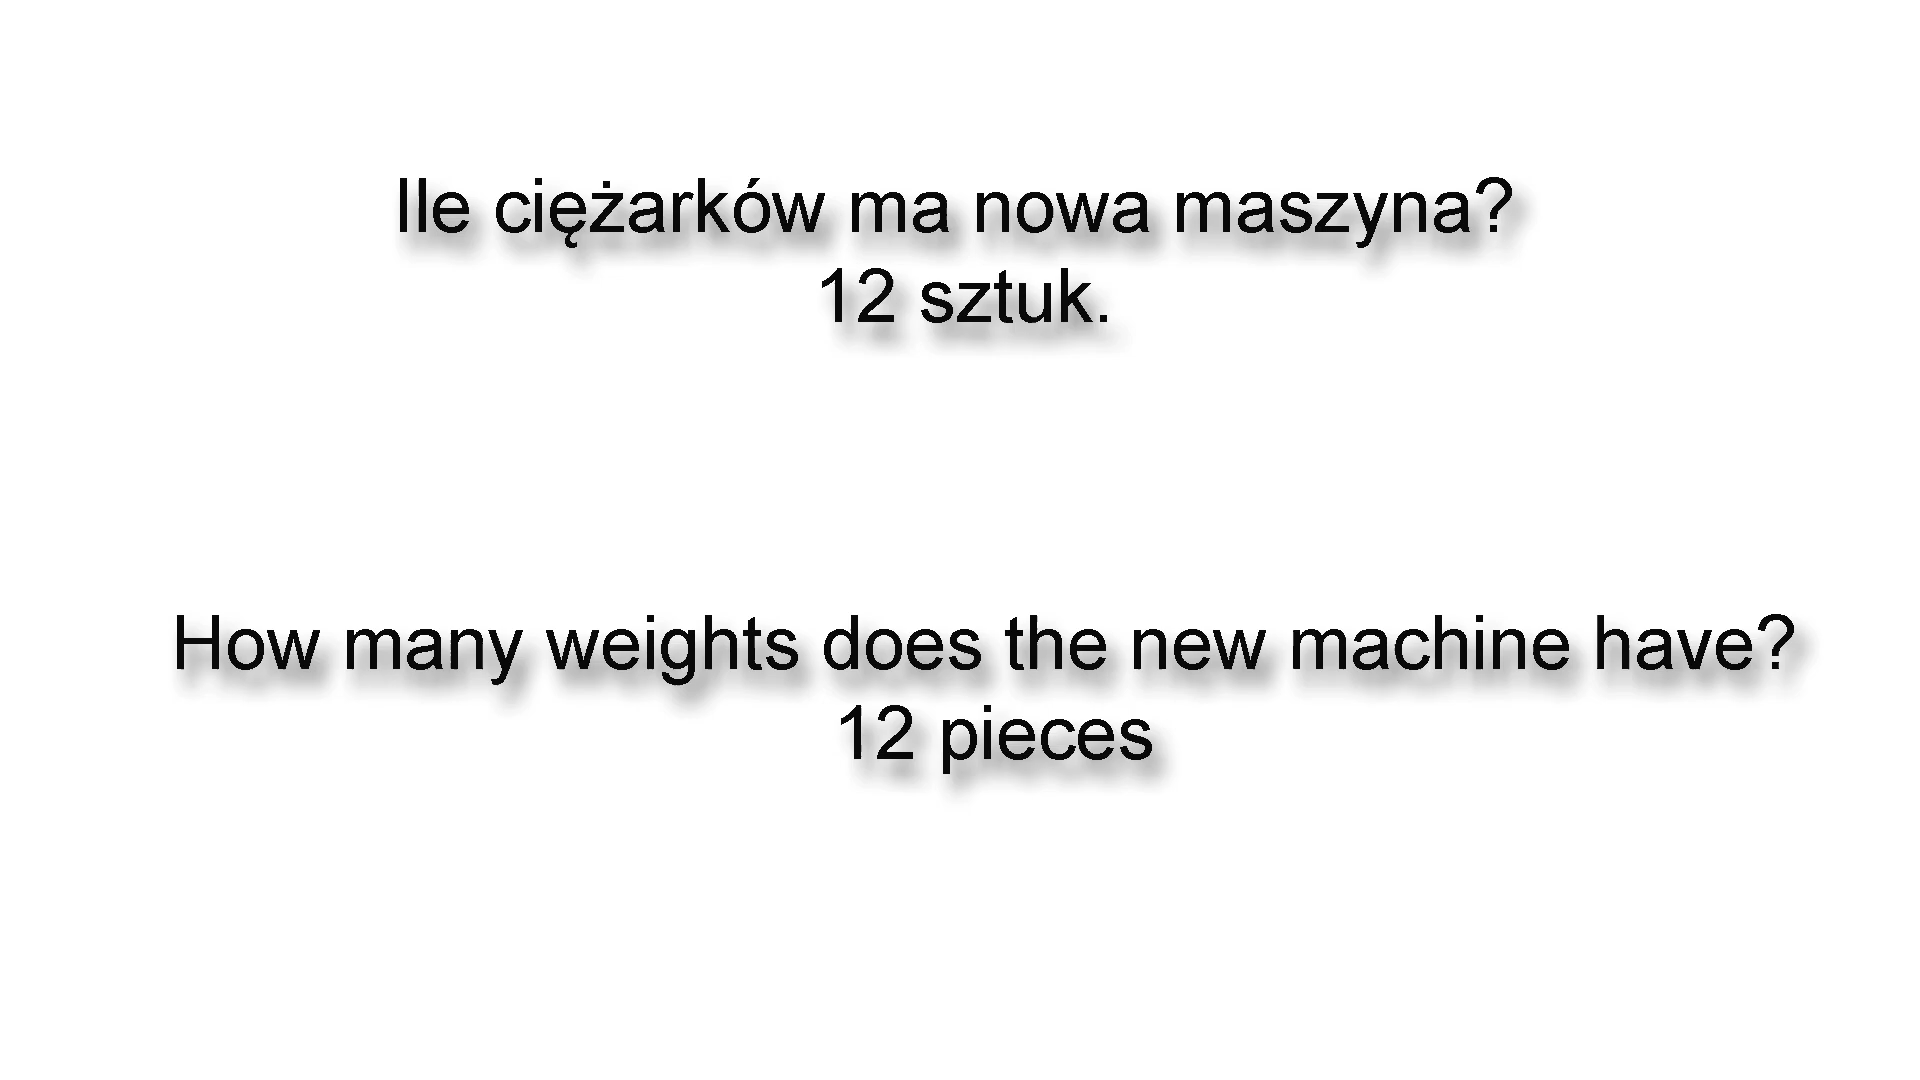 Ile ciężarków ma nowa maszyna?
12 sztuk.
How many weights does the new machine have?
12 pieces